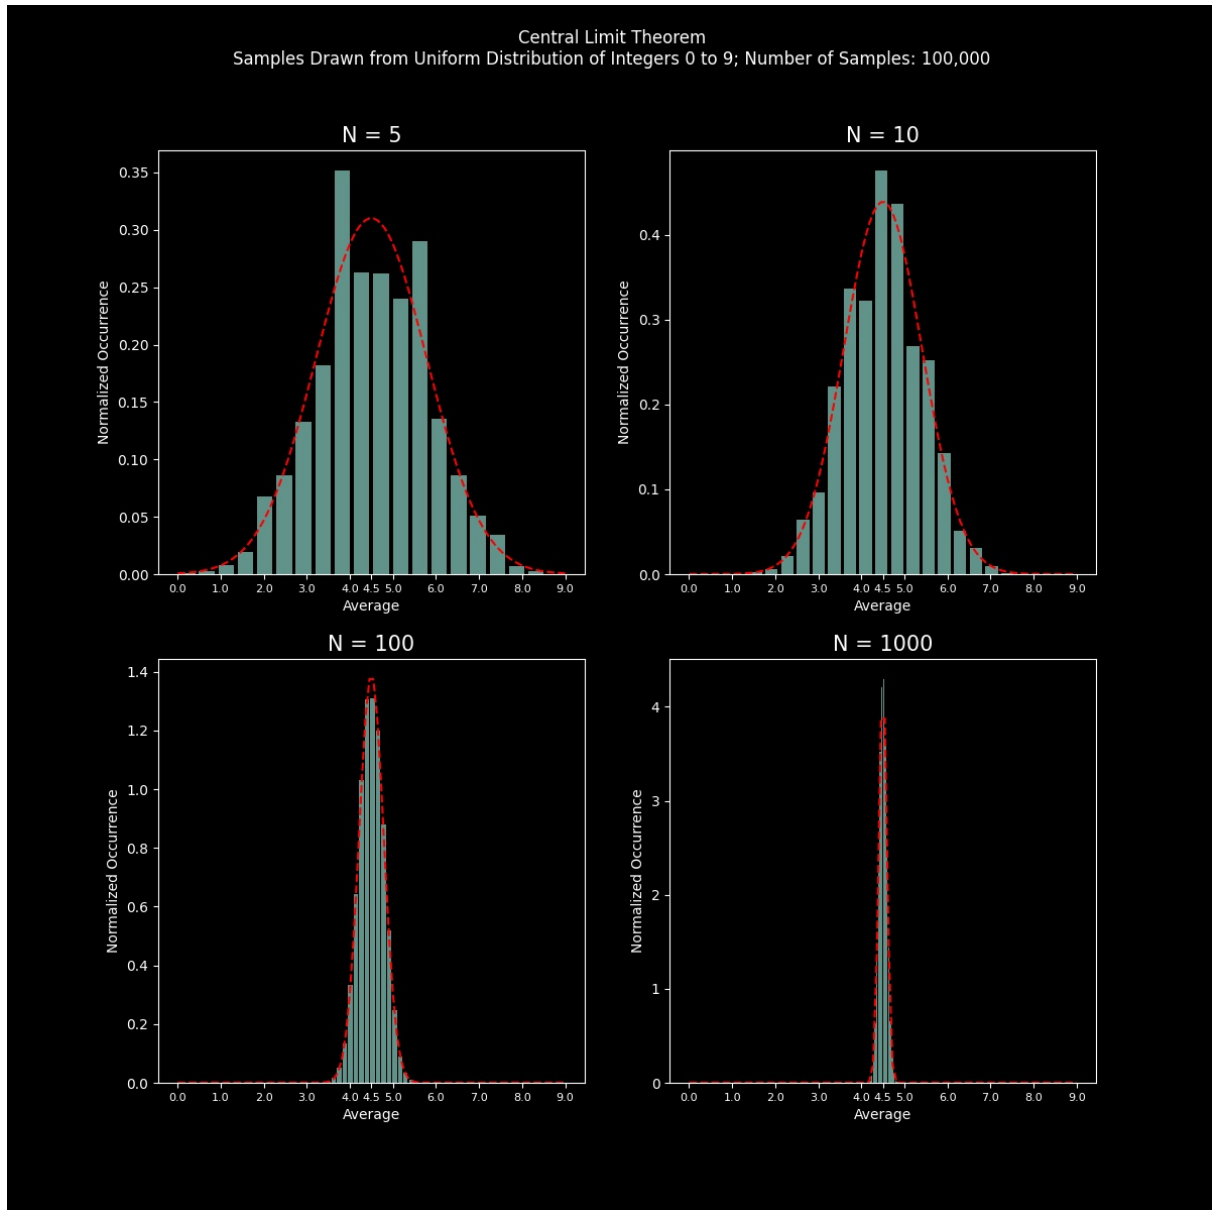 Central Limit Theorem
Samples Drawn from Uniform Distribution of Integers 0 to 9; Number of Samples: 100,000
N = 5
Normalized Occurrence
0.35
0.30
0.25
0.20
0.15
0.10
0.05
0.00
0.0 1.0 2.0 3.0 4.0 4.5 5.0 6.0 7.0 8.0 9.0
Average
N = 10
Normalized Occurrence
0.4
0.3
0.2
0.1
0.0
0.0 1.0 2.0 3.0 4.0 4.5 5.0 6.0 7.0 8.0 9.0
Average
N = 100
Normalized Occurrence
1.4
1.2
1.0
0.8
0.6
0.4
0.2
0.0
0.0 1.0 2.0 3.0 4.0 4.5 5.0 6.0 7.0 8.0 9.0
Average
N = 1000
Normalized Occurrence
4
3
2
1
0
0.0 1.0 2.0 3.0 4.0 4.5 5.0 6.0 7.0 8.0 9.0
Average